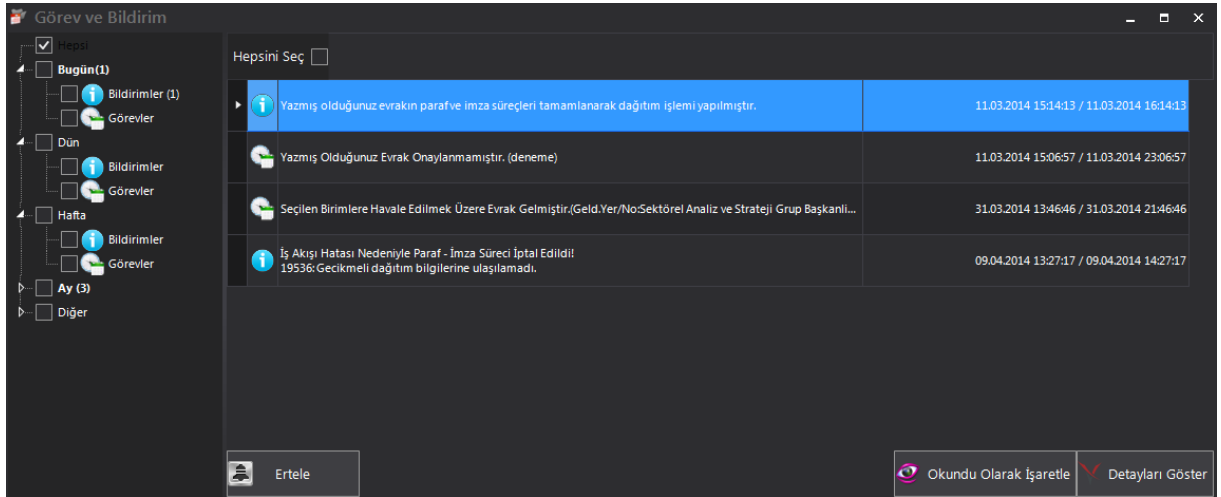 Görev ve Bildirim
Hepsi
Bugün(1)
Bildirimler (1)
Görevler
Dün
Bildirimler
Görevler
Hafta
Bildirimler
Görevler
Ay (3)
Diğer
Hepsini Seç
Yazmış olduğunuz evrakın paraf ve imza süreçleri tamamlanarak dağıtım işlemi yapılmıştır. 11.03.2014 15:14:13 / 11.03.2014 16:14:13
Yazmış Olduğunuz Evrak Onaylanmamıştır. (deneme) 11.03.2014 15:06:57 / 11.03.2014 23:06:57
Seçilen Birimlere Havale Edilmek Üzere Evrak Gelmiştir.(Geld.Yer/No:Sektörel Analiz ve Strateji Grup Başkanli... 31.03.2014 13:46:46 / 31.03.2014 21:46:46
İş Akışı Hatası Nedeniyle Paraf - İmza Süreci İptal Edildi!
19536: Gecikmeli dağıtım bilgilerine ulaşılamadı. 09.04.2014 13:27:17 / 09.04.2014 14:27:17
Ertele
Okundu Olarak İşaretle
Detayları Göster